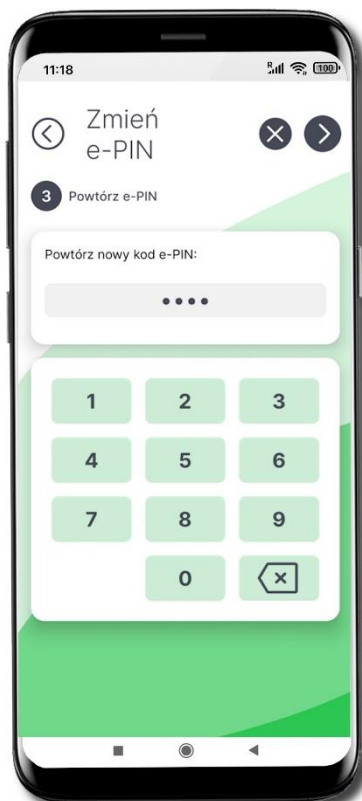 11:18
R
100
Zmień
e-PIN
3 Powtórz e-PIN
Powtórz nowy kod e-PIN:
••••
1 2 3
4 5 6
7 8 9
0